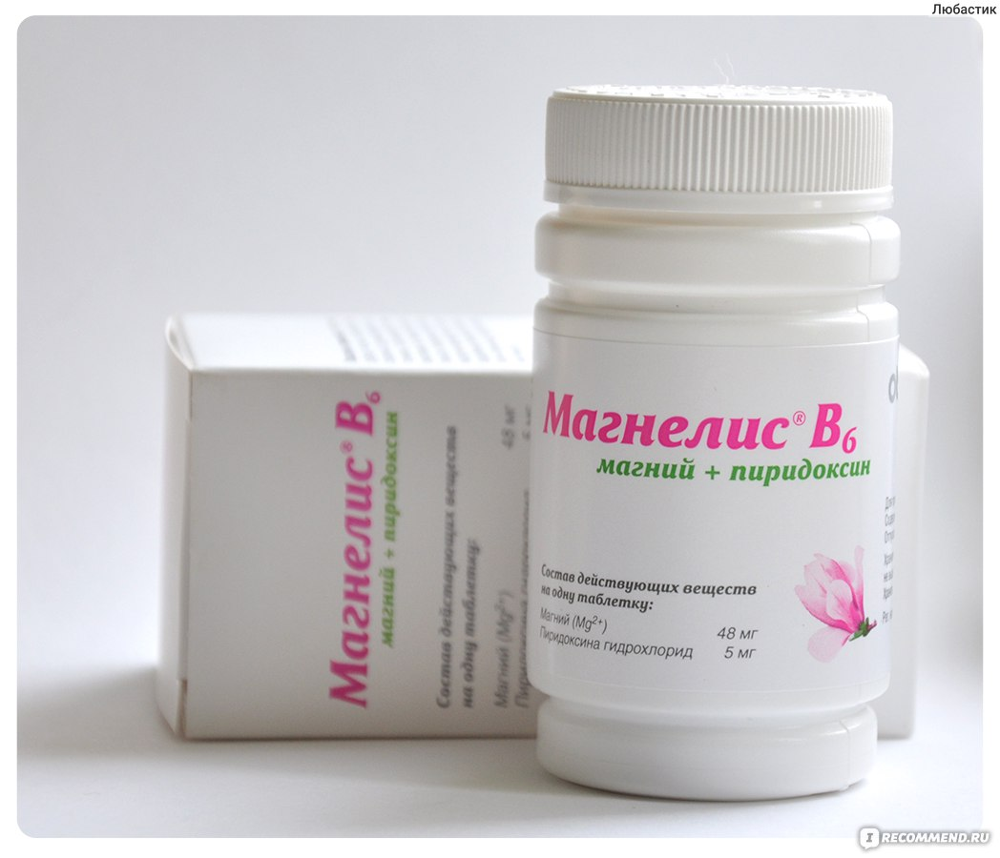 Любастик
Магнелис® B6
магний + пиридоксин
Состав действующих веществ
на одну таблетку:
Магний (Mg2+)
48 мг
Пиридоксина гидрохлорид
5 мг
Магнелис® B6
магний + пиридоксин
Состав действующих веществ
на одну таблетку:
Магний (Mg2+)
48 мг
IRECOMMEND.RU